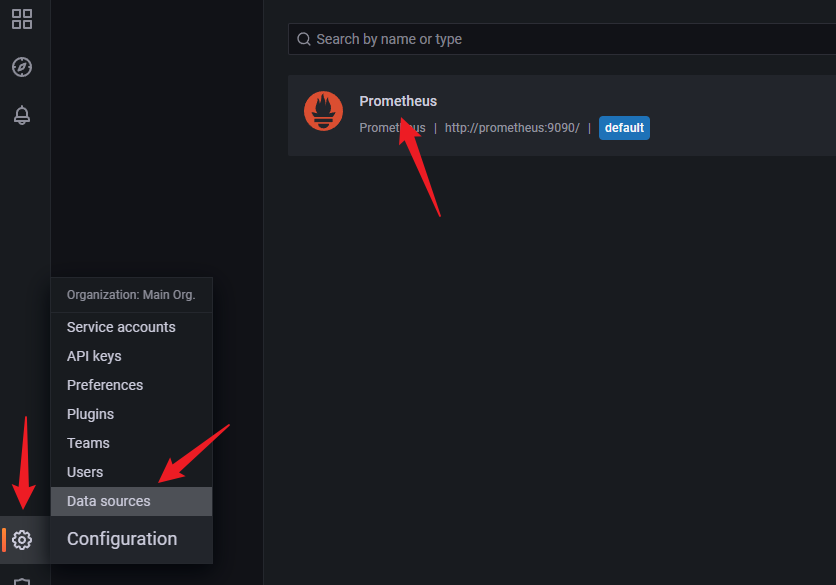 Search by name or type
Prometheus
Prometheus | http://prometheus:9090/ | default
Organization: Main Org.
Service accounts
API keys
Preferences
Plugins
Teams
Users
Data sources
Configuration